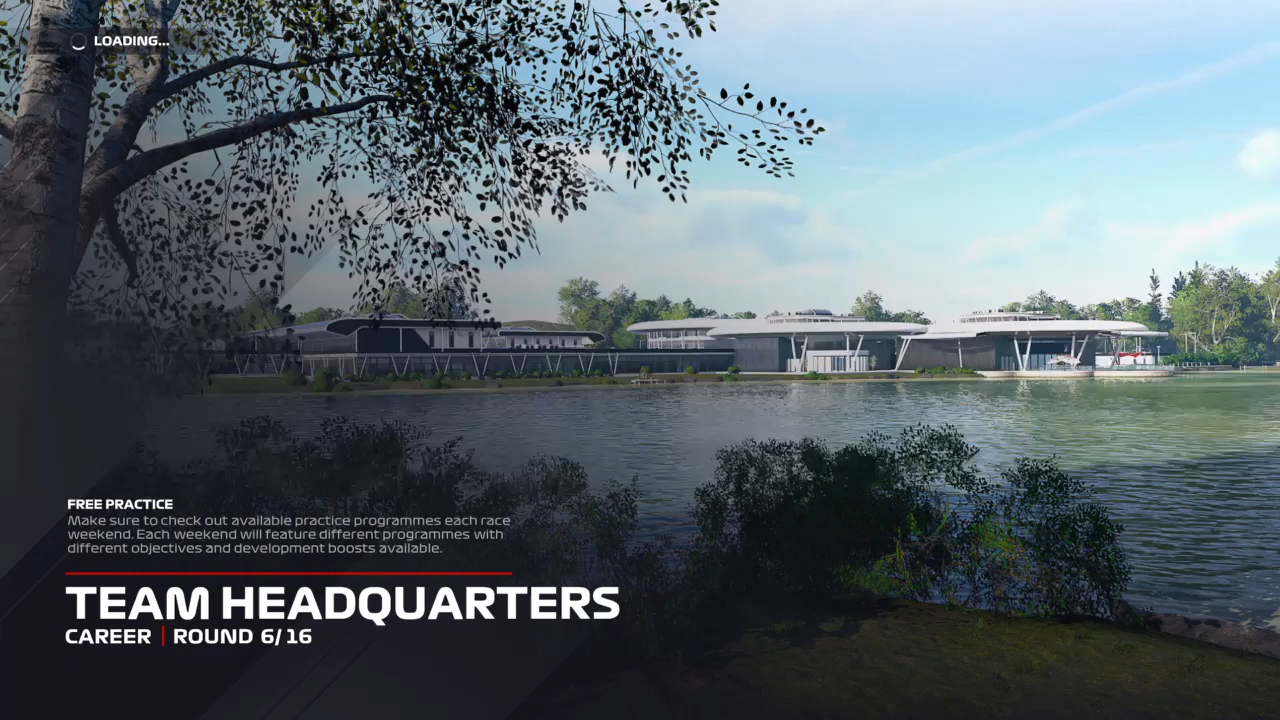 LOADING...
FREE PRACTICE
Make sure to check out available practice programmes each race
weekend. Each weekend will feature different programmes with
different objectives and development boosts available.
TEAM HEADQUARTERS
CAREER | ROUND 6/16